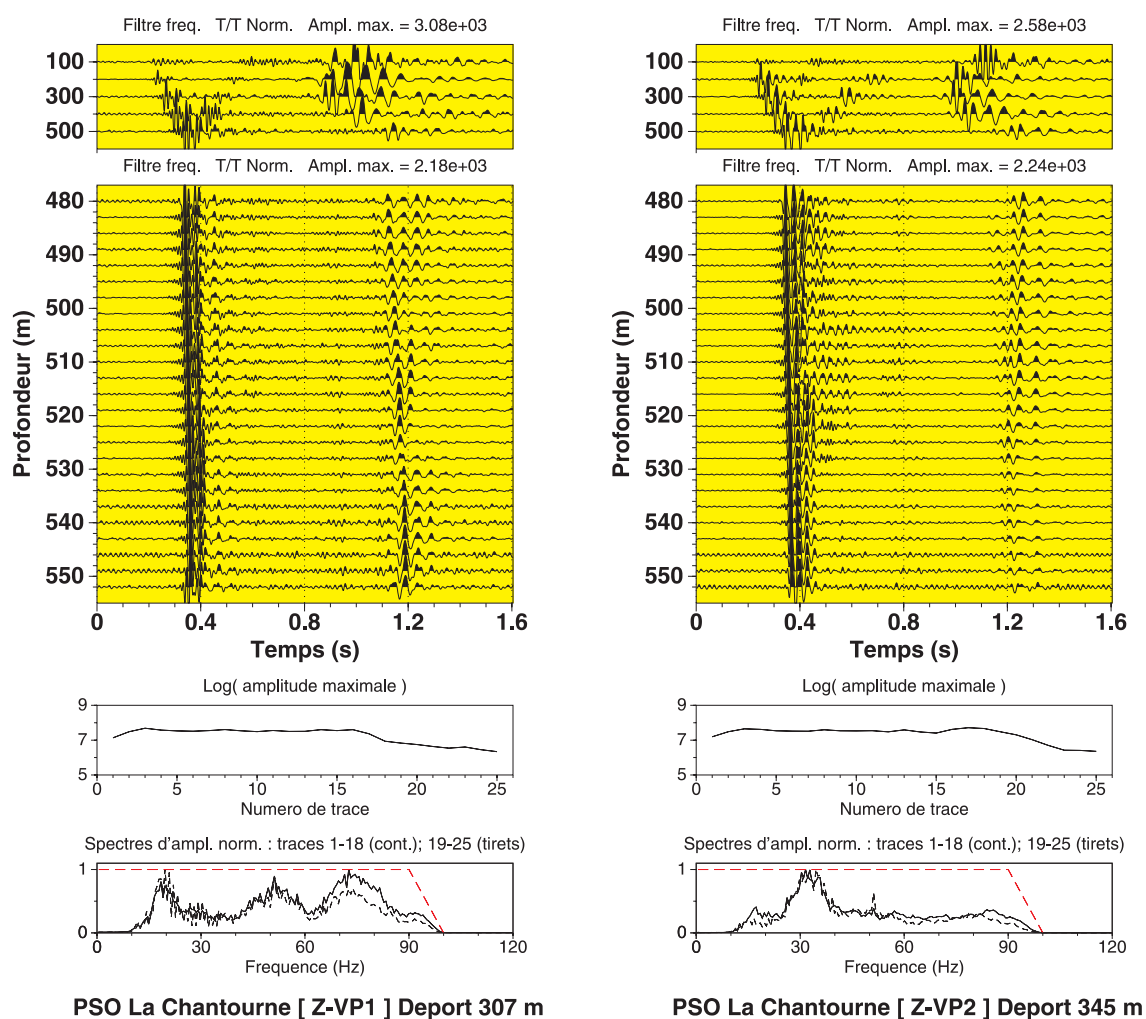 Filtre freq. T/T Norm. Ampl. max. = 3.08e+03
100
300
500
Filtre freq. T/T Norm. Ampl. max. = 2.18e+03
480
490
500
510
520
530
540
550
Profondeur (m)
0 0.4 0.8 1.2 1.6
Temps (s)
Log( amplitude maximale )
9
7
5
0 5 10 15 20 25
Numero de trace
Spectres d'ampl. norm. : traces 1-18 (cont.); 19-25 (tirets)
1
0
0 30 60 90 120
Frequence (Hz)
PSO La Chantourne [ Z-VP1 ] Deport 307 m
Filtre freq. T/T Norm. Ampl. max. = 2.58e+03
100
300
500
Filtre freq. T/T Norm. Ampl. max. = 2.24e+03
480
490
500
510
520
530
540
550
Profondeur (m)
0 0.4 0.8 1.2 1.6
Temps (s)
Log( amplitude maximale )
9
7
5
0 5 10 15 20 25
Numero de trace
Spectres d'ampl. norm. : traces 1-18 (cont.); 19-25 (tirets)
1
0
0 30 60 90 120
Frequence (Hz)
PSO La Chantourne [ Z-VP2 ] Deport 345 m